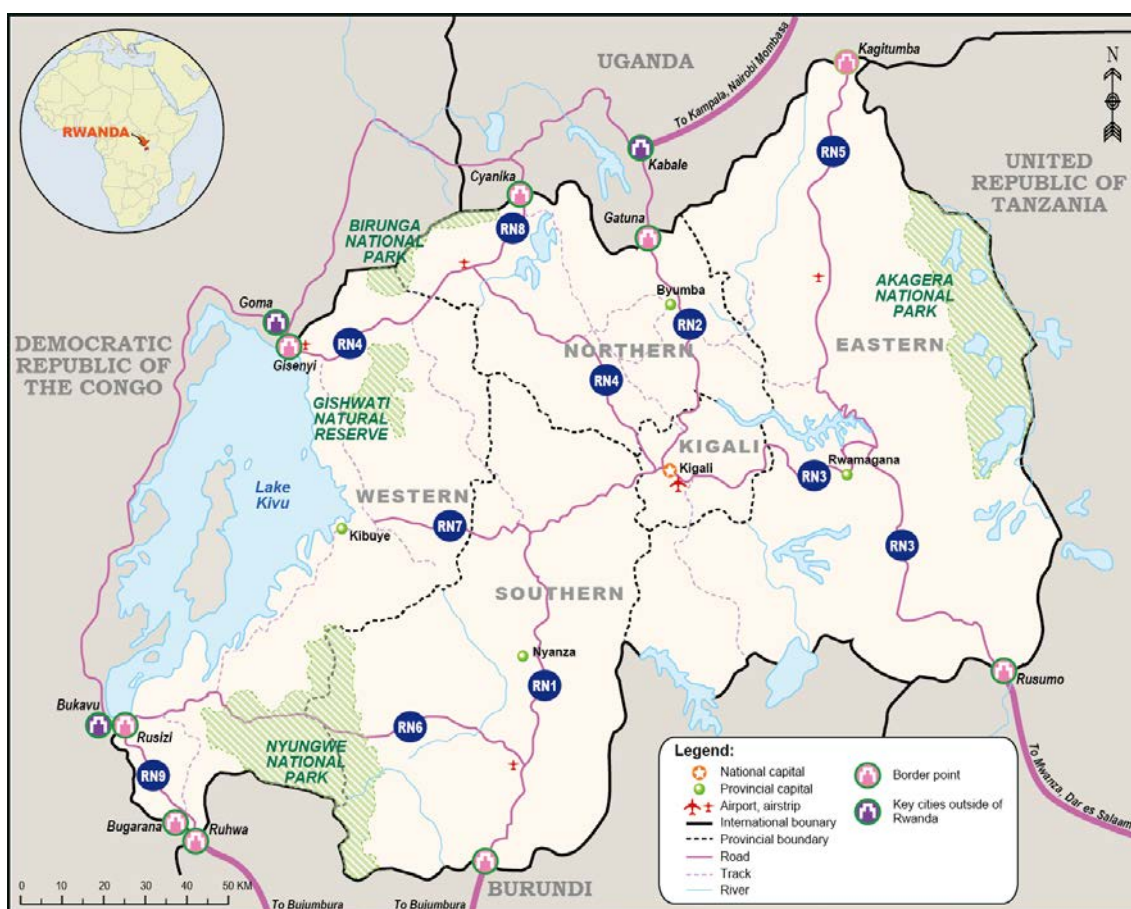 RWANDA
UGANDA
Kagitumba
N
To Kampala, Nairobi Mombasa
Kabale
RN5
UNITED
REPUBLIC OF
TANZANIA
Cyanika
Gatuna
RN8
BIRUNGA
NATIONAL
PARK
AKAGERA
NATIONAL
PARK
Goma
Byumba
RN2
DEMOCRATIC
REPUBLIC OF
THE CONGO
Gisenyi
RN4
NORTHERN
EASTERN
RN4
GISHWATI
NATURAL
RESERVE
KIGALI
Kigali
Rwamagana
RN3
Lake
Kivu
WESTERN
RN7
Kibuye
RN3
SOUTHERN
Nyanza
RN1
Rusumo
Bukavu
Rusizi
RN6
NYUNGWE
NATIONAL
PARK
RN9
Bugarana
Ruhwa
To Mwanza, Dar es Salaam
BURUNDI
To Bujumbura
To Bujumbura
0 10 20 30 40 50 KM
Legend:
National capital
Provincial capital
Airport, airstrip
International bounary
Provincial boundary
Road
Track
River
Border point
Key cities outside of
Rwanda